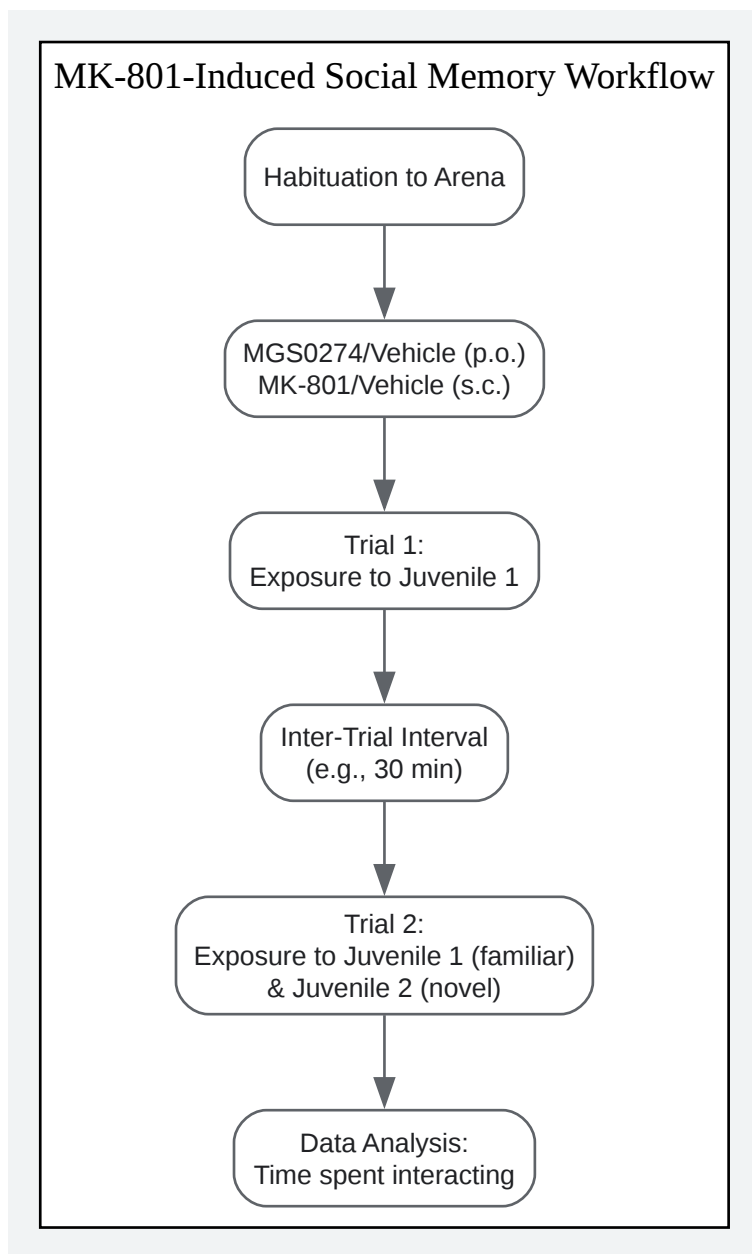 MK-801-Induced Social Memory Workflow
Habituation to Arena
MGS0274/Vehicle (p.o.)
MK-801/Vehicle (s.c.)
Trial 1:
Exposure to Juvenile 1
Inter-Trial Interval
(e.g., 30 min)
Trial 2:
Exposure to Juvenile 1 (familiar)
& Juvenile 2 (novel)
Data Analysis:
Time spent interacting